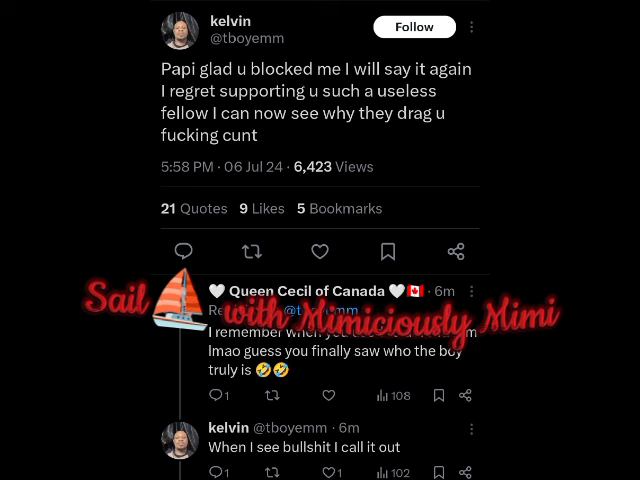 kelvin
@tboyemm
Follow
Papi glad u blocked me I will say it again
I regret supporting u such a useless
fellow I can now see why they drag u
fucking cunt
5:58 PM · 06 Jul 24 · 6,423 Views
21 Quotes 9 Likes 5 Bookmarks
🤍 Queen Cecil of Canada 🤍🇨🇦 · 6m
Sail ⛵ with Mimiciously Mimi
@tboyemm
I remember when you
lmao guess you finally saw who the boy
truly is 🤣🤣
1 108
kelvin @tboyemm · 6m
When I see bullshit I call it out
1 1 102